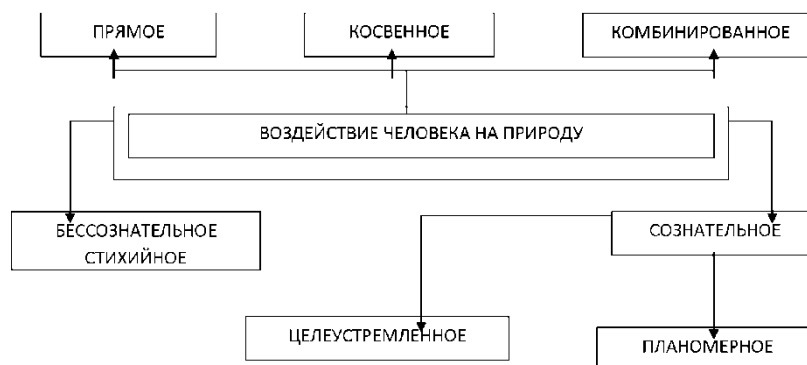 ПРЯМОЕ
КОСВЕННОЕ
КОМБИНИРОВАННОЕ
ВОЗДЕЙСТВИЕ ЧЕЛОВЕКА НА ПРИРОДУ
БЕССОЗНАТЕЛЬНОЕ
СТИХИЙНОЕ
СОЗНАТЕЛЬНОЕ
ЦЕЛЕУСТРЕМЛЕННОЕ
ПЛАНОМЕРНОЕ